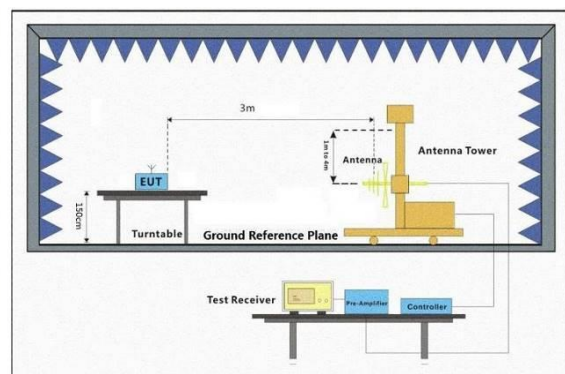 3m
1m to 4m
Antenna
Antenna Tower
EUT
150cm
Turntable
Ground Reference Plane
Test Receiver
Pre-Amplifier
Controller